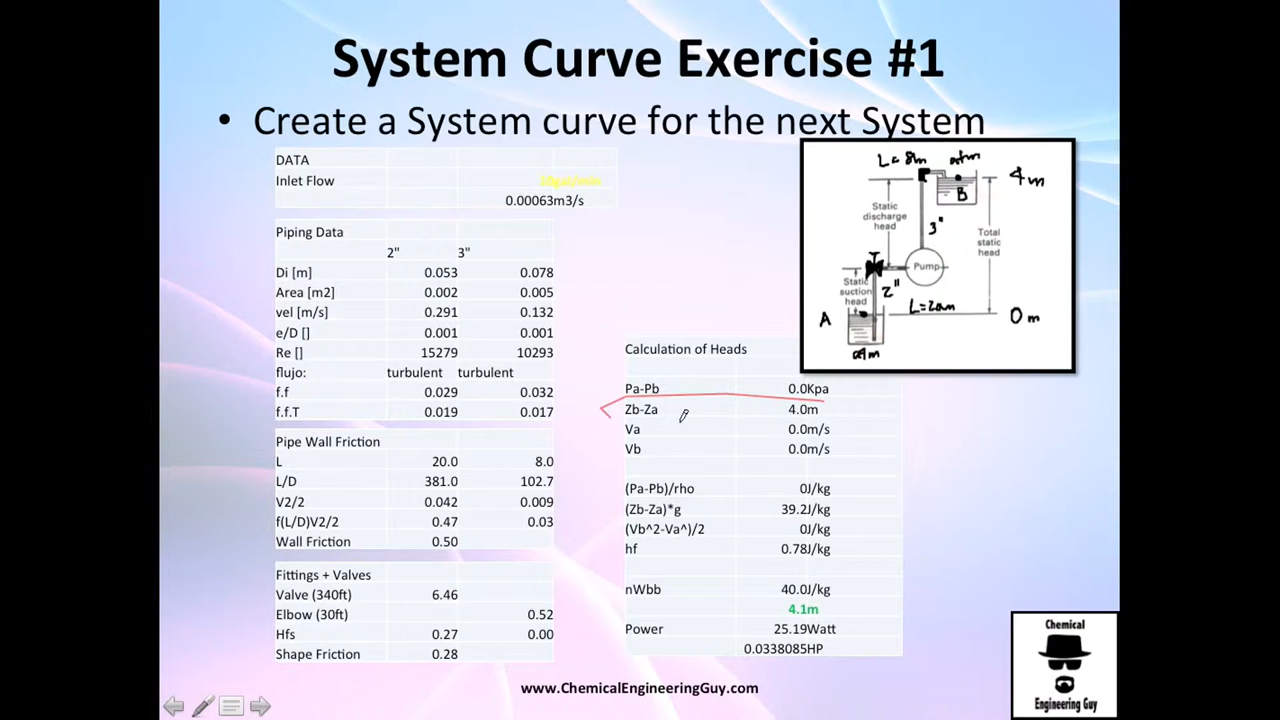 System Curve Exercise #1
• Create a System curve for the next System
DATA
Inlet Flow 10gal/min
0.00063m3/s
Piping Data
2" 3"
Di [m] 0.053 0.078
Area [m2] 0.002 0.005
vel [m/s] 0.291 0.132
e/D [] 0.001 0.001
Re [] 15279 10293
flujo: turbulent turbulent
f.f 0.029 0.032
f.f.T 0.019 0.017
Pipe Wall Friction
L 20.0 8.0
L/D 381.0 102.7
V2/2 0.042 0.009
f(L/D)V2/2 0.47 0.03
Wall Friction 0.50
Fittings + Valves
Valve (340ft) 6.46
Elbow (30ft) 0.52
Hfs 0.27 0.00
Shape Friction 0.28
L=8m atm
4m
B
Static
discharge
head
3"
Total
static
head
Pump
Static
suction
head
2"
L=20m
A
0m
atm
Calculation of Heads
Pa-Pb 0.0Kpa
Zb-Za 4.0m
Va 0.0m/s
Vb 0.0m/s
(Pa-Pb)/rho 0J/kg
(Zb-Za)*g 39.2J/kg
(Vb^2-Va^)/2 0J/kg
hf 0.78J/kg
nWbb 40.0J/kg
4.1m
Power 25.19Watt
0.0338085HP
www.ChemicalEngineeringGuy.com
Chemical
Engineering Guy